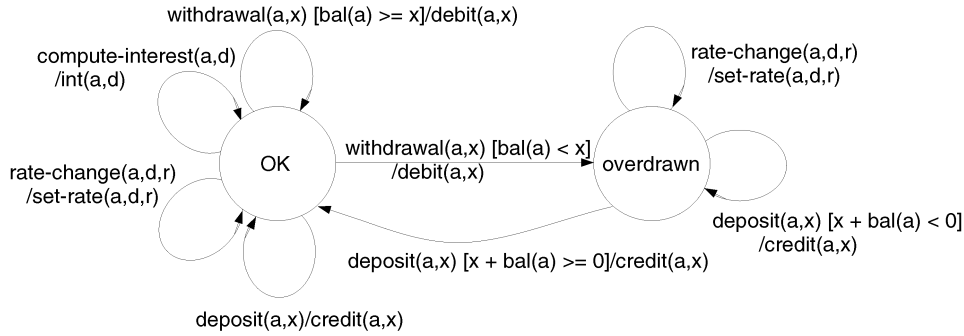 withdrawal(a,x) [bal(a) >= x]/debit(a,x)
compute-interest(a,d)
/int(a,d)
rate-change(a,d,r)
/set-rate(a,d,r)
OK
withdrawal(a,x) [bal(a) < x]
/debit(a,x)
overdrawn
rate-change(a,d,r)
/set-rate(a,d,r)
deposit(a,x) [x + bal(a) < 0]
/credit(a,x)
deposit(a,x) [x + bal(a) >= 0]/credit(a,x)
deposit(a,x)/credit(a,x)